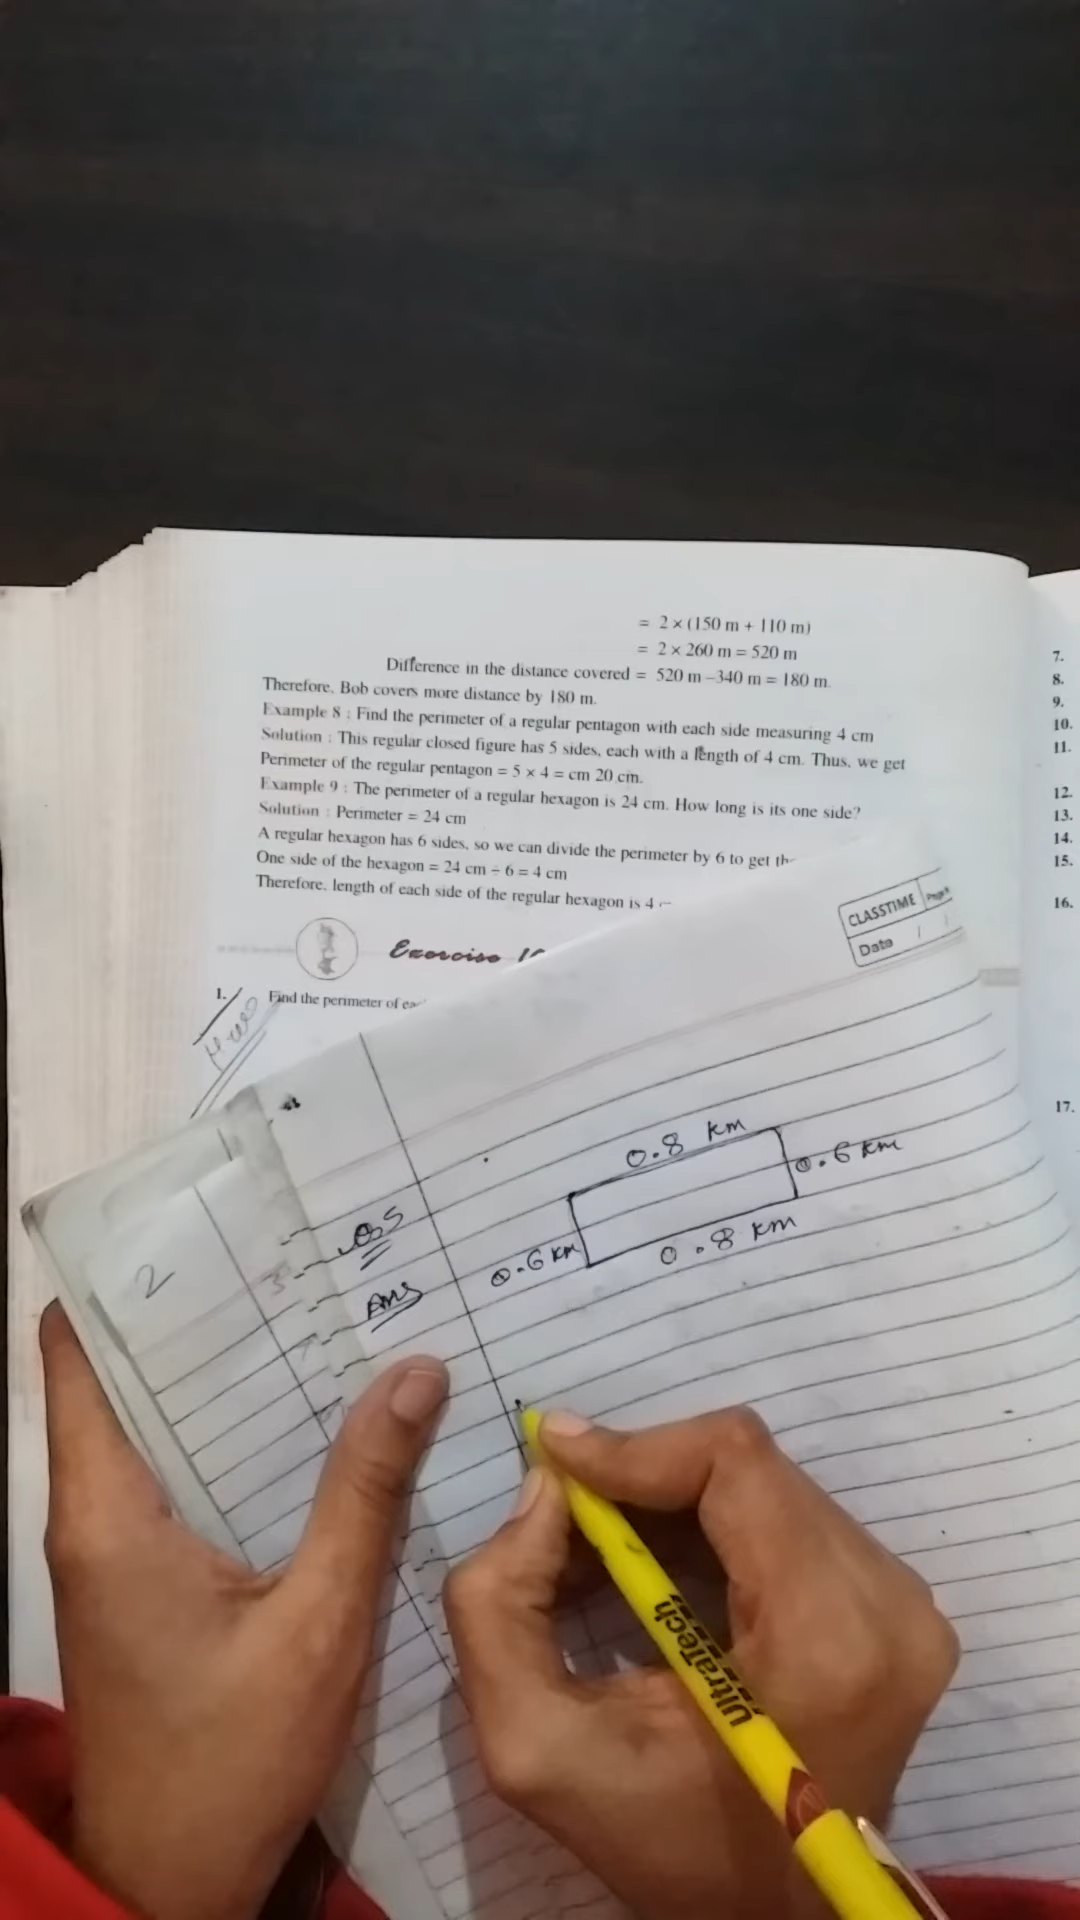 = 2 × (150 m + 110 m)
= 2 × 260 m = 520 m
Difference in the distance covered = 520 m – 340 m = 180 m.
Therefore, Bob covers more distance by 180 m.
Example 8 : Find the perimeter of a regular pentagon with each side measuring 4 cm
Solution : This regular closed figure has 5 sides, each with a length of 4 cm. Thus, we get
Perimeter of the regular pentagon = 5 × 4 = cm 20 cm.
Example 9 : The perimeter of a regular hexagon is 24 cm. How long is its one side?
Solution : Perimeter = 24 cm
A regular hexagon has 6 sides, so we can divide the perimeter by 6 to get
One side of the hexagon = 24 cm ÷ 6 = 4 cm
Therefore, length of each side of the regular hexagon is 4
Exercise
1. Find the perimeter of
H.W
7.
8.
9.
10.
11.
12.
13.
14.
15.
16.
17.
CLASSTIME
Date
0.8 km
0.6 km
0.6 km
0.8 km
Ans
2
UltraTech